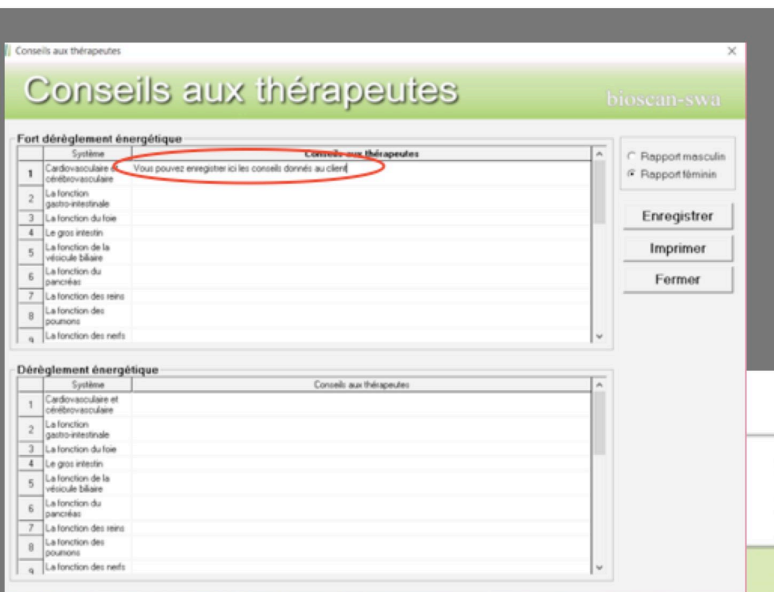 Conseils aux thérapeutes
Conseils aux thérapeutes
bioscan-swa
Fort dérèglement énergétique
Système Conseils aux thérapeutes
1 Cardiovasculaire et
cérébrovasculaire
Vous pouvez enregistrer ici les conseils donnés au client
2 La fonction
gastro-intestinale
3 La fonction du foie
4 Le gros intestin
5 La fonction de la
vésicule biliaire
6 La fonction du
pancréas
7 La fonction des reins
8 La fonction des
poumons
9 La fonction des nerfs
Rapport masculin
Rapport féminin
Enregistrer
Imprimer
Fermer
Dérèglement énergétique
Système Conseils aux thérapeutes
1 Cardiovasculaire et
cérébrovasculaire
2 La fonction
gastro-intestinale
3 La fonction du foie
4 Le gros intestin
5 La fonction de la
vésicule biliaire
6 La fonction du
pancréas
7 La fonction des reins
8 La fonction des
poumons
9 La fonction des nerfs